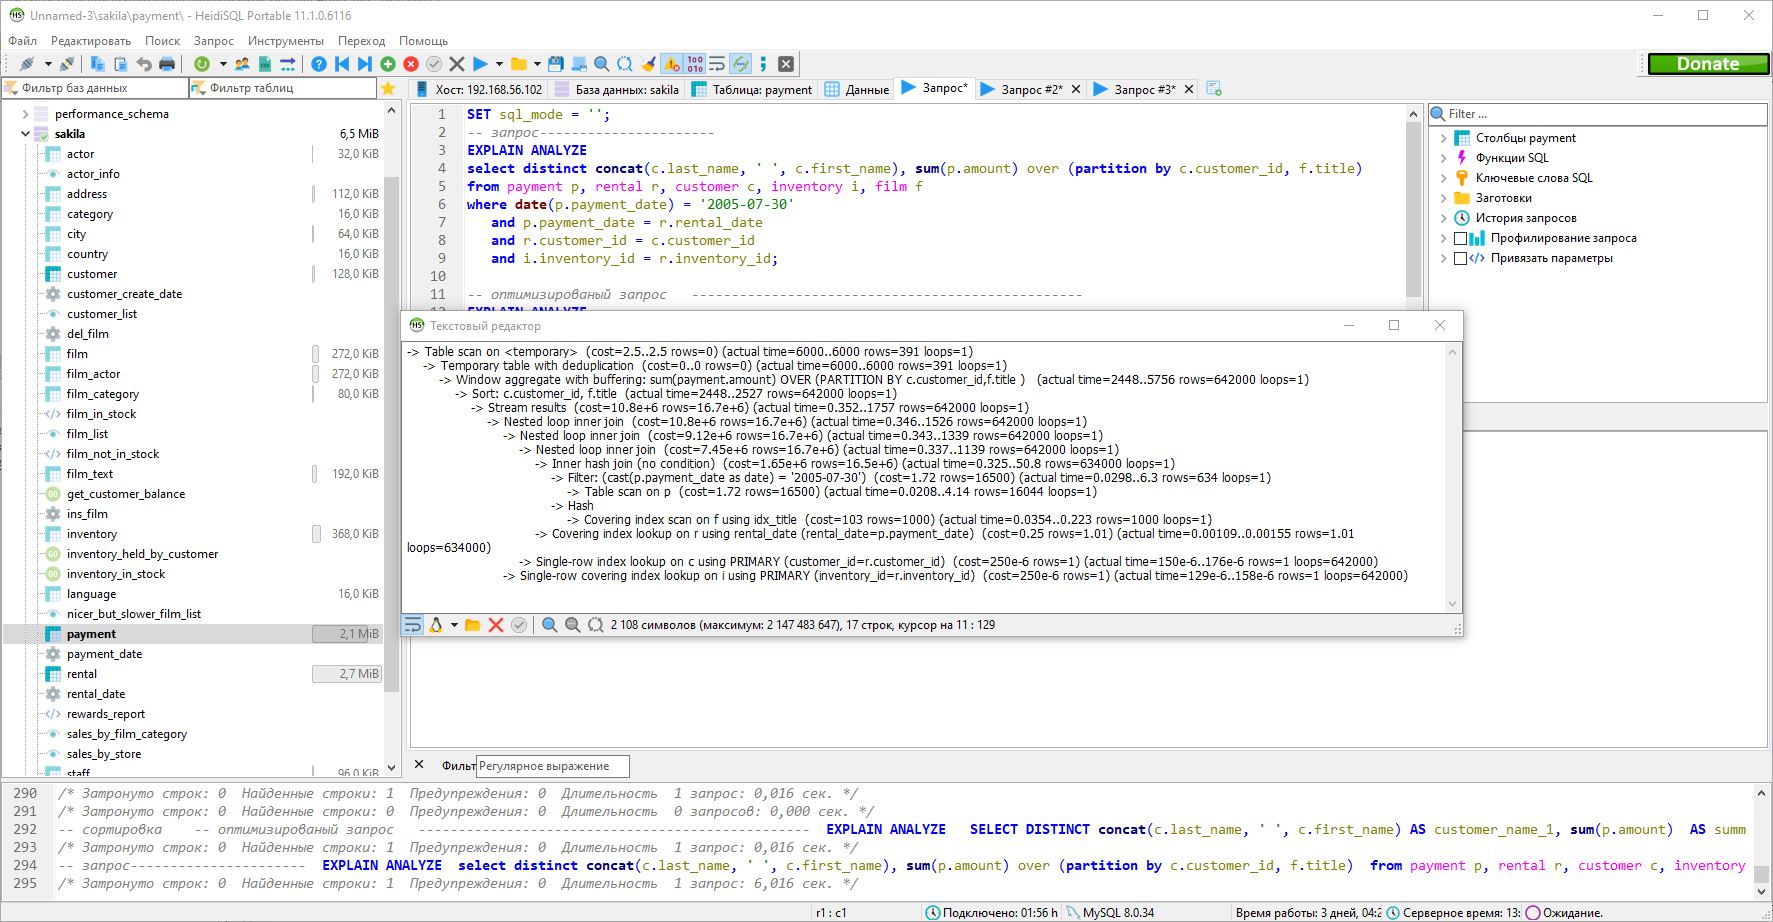 Unnamed-3\sakila\payment\ - HeidiSQL Portable 11.1.0.6116
Файл Редактировать Поиск Запрос Инструменты Переход Помощь
Donate
Фильтр баз данных Фильтр таблиц
Хост: 192.168.56.102 База данных: sakila Таблица: payment Данные Запрос* Запрос #2* Запрос #3*
performance_schema
sakila 6,5 MiB
actor 32,0 KiB
actor_info
address 112,0 KiB
category 16,0 KiB
city 64,0 KiB
country 16,0 KiB
customer 128,0 KiB
customer_create_date
customer_list
del_film
film 272,0 KiB
film_actor 272,0 KiB
film_category 80,0 KiB
film_in_stock
film_list
film_not_in_stock
film_text 192,0 KiB
get_customer_balance
ins_film
inventory 368,0 KiB
inventory_held_by_customer
inventory_in_stock
language 16,0 KiB
nicer_but_slower_film_list
payment 2,1 MiB
payment_date
rental 2,7 MiB
rental_date
rewards_report
sales_by_film_category
sales_by_store
staff 96,0 KiB
1 SET sql_mode = '';
2 -- запрос----------------------
3 EXPLAIN ANALYZE
4 select distinct concat(c.last_name, ' ', c.first_name), sum(p.amount) over (partition by c.customer_id, f.title)
5 from payment p, rental r, customer c, inventory i, film f
6 where date(p.payment_date) = '2005-07-30'
7 and p.payment_date = r.rental_date
8 and r.customer_id = c.customer_id
9 and i.inventory_id = r.inventory_id;
10
11 -- оптимизированый запрос -------------------------------------------------
12 EXPLAIN ANALYZE
Filter ...
Столбцы payment
Функции SQL
Ключевые слова SQL
Заготовки
История запросов
Профилирование запроса
Привязать параметры
Текстовый редактор
-> Table scan on <temporary> (cost=2.5..2.5 rows=0) (actual time=6000..6000 rows=391 loops=1)
-> Temporary table with deduplication (cost=0..0 rows=0) (actual time=6000..6000 rows=391 loops=1)
-> Window aggregate with buffering: sum(payment.amount) OVER (PARTITION BY c.customer_id,f.title ) (actual time=2448..5756 rows=642000 loops=1)
-> Sort: c.customer_id, f.title (actual time=2448..2527 rows=642000 loops=1)
-> Stream results (cost=10.8e+6 rows=16.7e+6) (actual time=0.352..1757 rows=642000 loops=1)
-> Nested loop inner join (cost=10.8e+6 rows=16.7e+6) (actual time=0.346..1526 rows=642000 loops=1)
-> Nested loop inner join (cost=9.12e+6 rows=16.7e+6) (actual time=0.343..1339 rows=642000 loops=1)
-> Nested loop inner join (cost=7.45e+6 rows=16.7e+6) (actual time=0.337..1139 rows=642000 loops=1)
-> Inner hash join (no condition) (cost=1.65e+6 rows=16.5e+6) (actual time=0.325..50.8 rows=634000 loops=1)
-> Filter: (cast(p.payment_date as date) = '2005-07-30') (cost=1.72 rows=16500) (actual time=0.0298..6.3 rows=634 loops=1)
-> Table scan on p (cost=1.72 rows=16500) (actual time=0.0208..4.14 rows=16044 loops=1)
-> Hash
-> Covering index scan on f using idx_title (cost=103 rows=1000) (actual time=0.0354..0.223 rows=1000 loops=1)
-> Covering index lookup on r using rental_date (rental_date=p.payment_date) (cost=0.25 rows=1.01) (actual time=0.00109..0.00155 rows=1.01
loops=634000)
-> Single-row index lookup on c using PRIMARY (customer_id=r.customer_id) (cost=250e-6 rows=1) (actual time=150e-6..176e-6 rows=1 loops=642000)
-> Single-row covering index lookup on i using PRIMARY (inventory_id=r.inventory_id) (cost=250e-6 rows=1) (actual time=129e-6..158e-6 rows=1 loops=642000)
2 108 символов (максимум: 2 147 483 647), 17 строк, курсор на 11 : 129
Фильт Регулярное выражение
290 /* Затронуто строк: 0 Найденные строки: 1 Предупреждения: 0 Длительность 1 запрос: 0,016 сек. */
291 /* Затронуто строк: 0 Найденные строки: 0 Предупреждения: 0 Длительность 0 запросов: 0,000 сек. */
292 -- сортировка -- оптимизированый запрос ------------------------------------------------- EXPLAIN ANALYZE SELECT DISTINCT concat(c.last_name, ' ', c.first_name) AS customer_name_1, sum(p.amount) AS summ
293 /* Затронуто строк: 0 Найденные строки: 1 Предупреждения: 0 Длительность 1 запрос: 0,016 сек. */
294 -- запрос---------------------- EXPLAIN ANALYZE select distinct concat(c.last_name, ' ', c.first_name), sum(p.amount) over (partition by c.customer_id, f.title) from payment p, rental r, customer c, inventory
295 /* Затронуто строк: 0 Найденные строки: 1 Предупреждения: 0 Длительность 1 запрос: 6,016 сек. */
r1 : c1 Подключено: 01:56 h MySQL 8.0.34 Время работы: 3 дней, 04:2 Серверное время: 13: Ожидание.